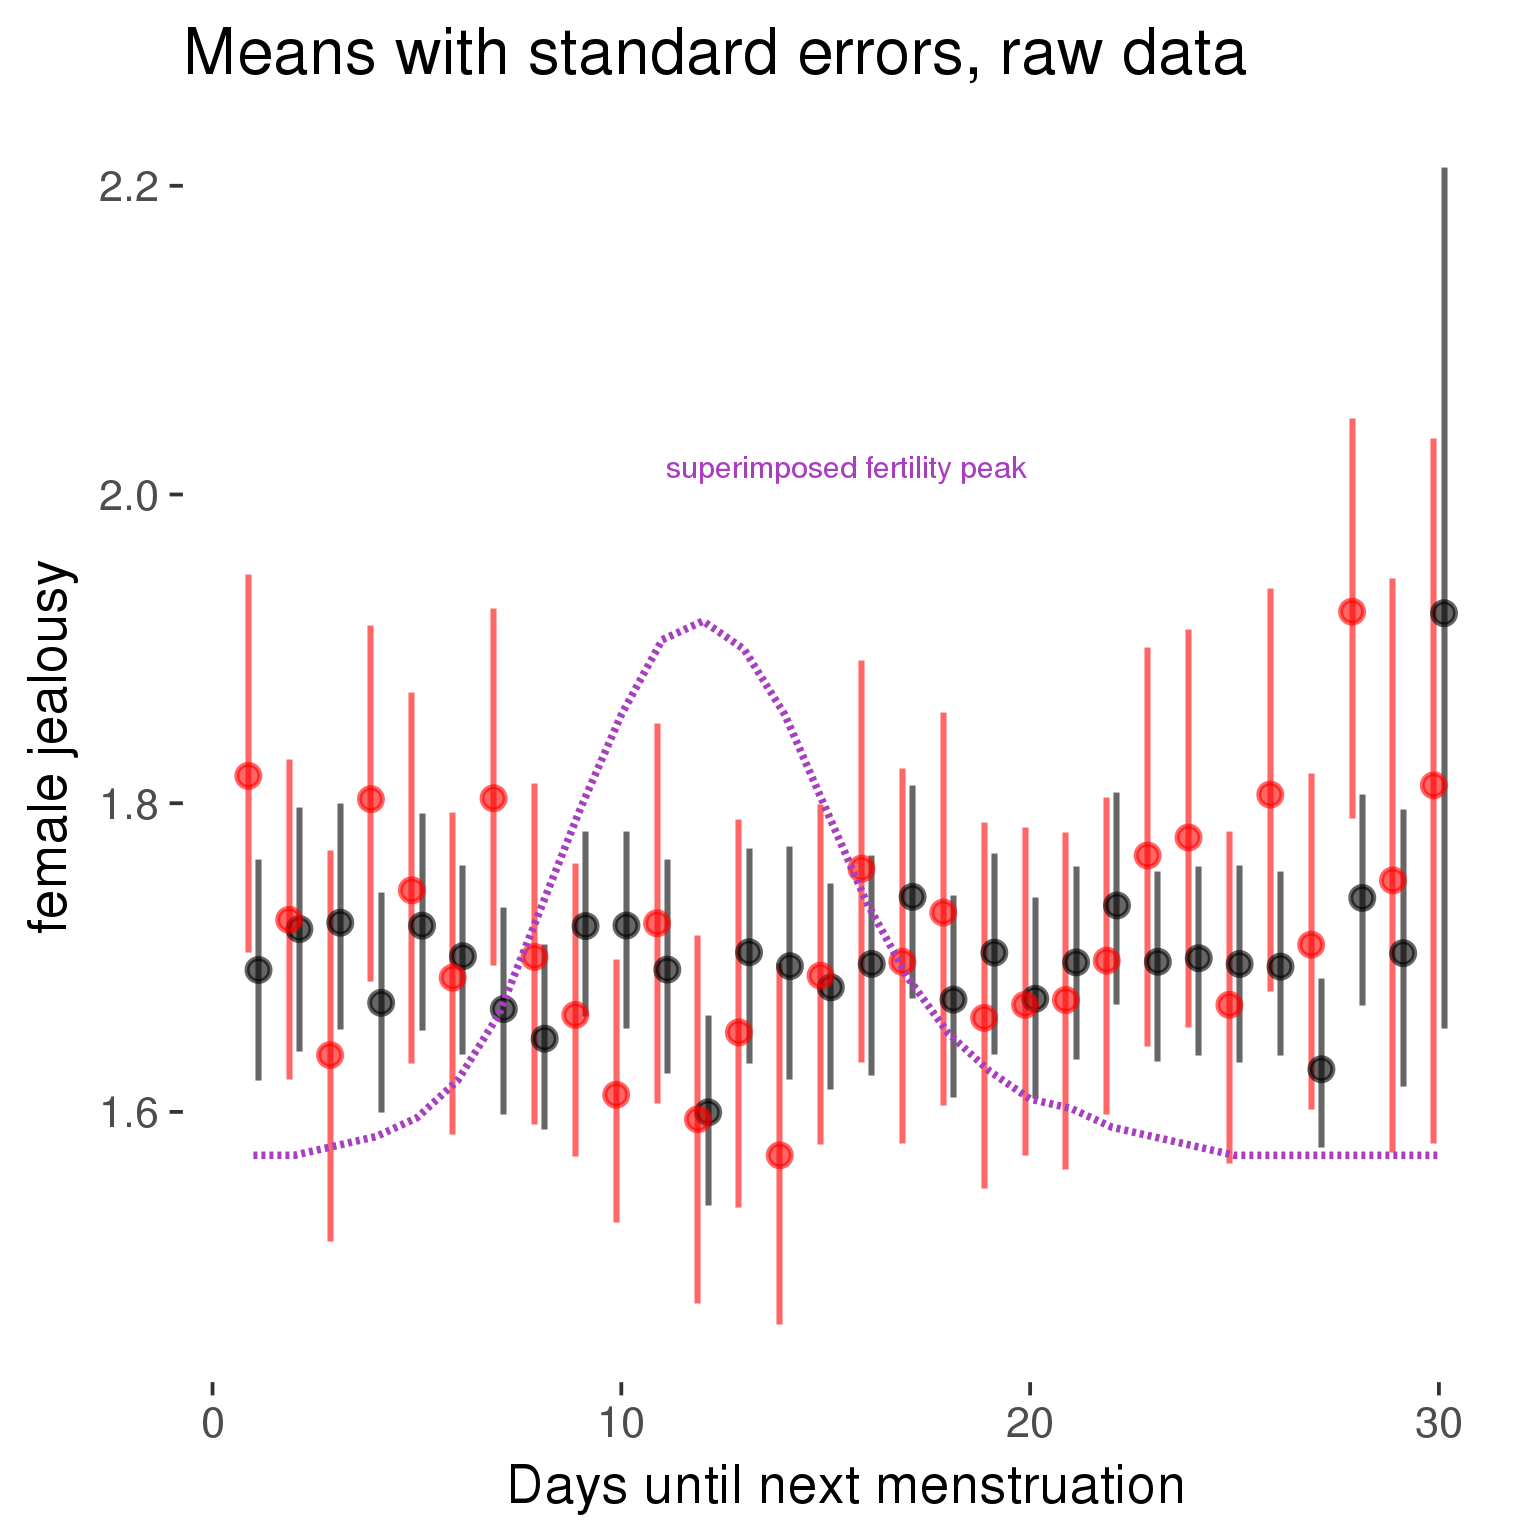 Means with standard errors, raw data
2.2
2.0
1.8
1.6
female jealousy
superimposed fertility peak
0 10 20 30
Days until next menstruation